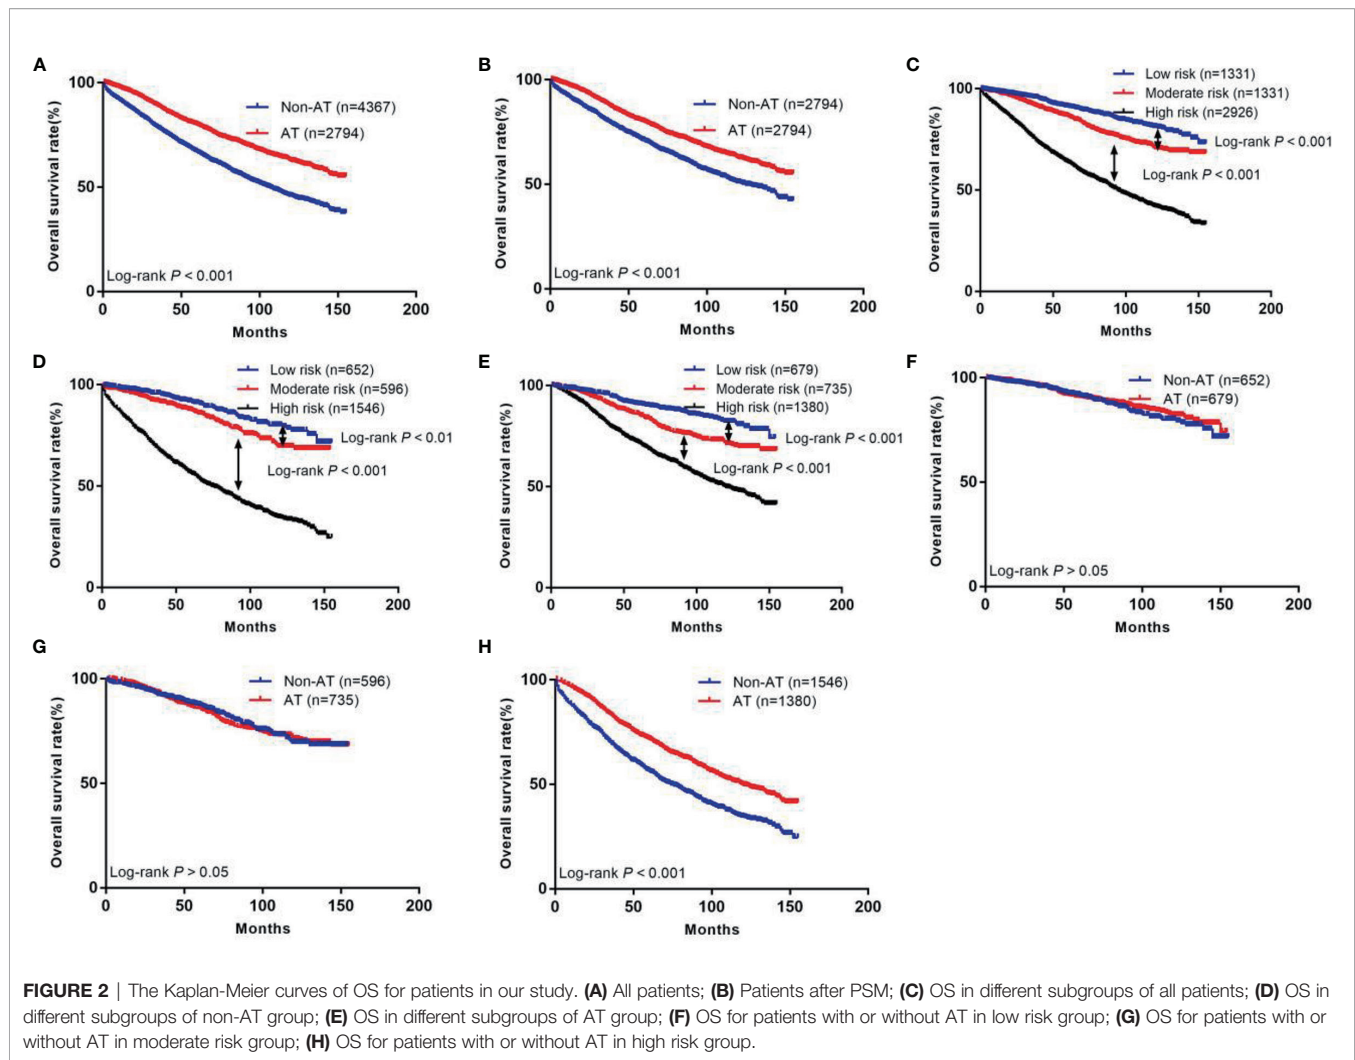 A
100
50
0
Overall survival rate(%)
Non-AT (n=4367)
AT (n=2794)
Log-rank P < 0.001
0 50 100 150 200
Months
B
100
50
0
Overall survival rate(%)
Non-AT (n=2794)
AT (n=2794)
Log-rank P < 0.001
0 50 100 150 200
Months
C
100
50
0
Overall survival rate(%)
Low risk (n=1331)
Moderate risk (n=1331)
High risk (n=2926)
Log-rank P < 0.001
Log-rank P < 0.001
0 50 100 150 200
Months
D
100
50
0
Overall survival rate(%)
Low risk (n=652)
Moderate risk (n=596)
High risk (n=1546)
Log-rank P < 0.01
Log-rank P < 0.001
0 50 100 150 200
Months
E
100
50
0
Overall survival rate(%)
Low risk (n=679)
Moderate risk (n=735)
High risk (n=1380)
Log-rank P < 0.001
Log-rank P < 0.001
0 50 100 150 200
Months
F
100
50
0
Overall survival rate(%)
Non-AT (n=652)
AT (n=679)
Log-rank P > 0.05
0 50 100 150 200
Months
G
100
50
0
Overall survival rate(%)
Non-AT (n=596)
AT (n=735)
Log-rank P > 0.05
0 50 100 150 200
Months
H
100
50
0
Overall survival rate(%)
Non-AT (n=1546)
AT (n=1380)
Log-rank P < 0.001
0 50 100 150 200
Months
FIGURE 2 | The Kaplan-Meier curves of OS for patients in our study. (A) All patients; (B) Patients after PSM; (C) OS in different subgroups of all patients; (D) OS in
different subgroups of non-AT group; (E) OS in different subgroups of AT group; (F) OS for patients with or without AT in low risk group; (G) OS for patients with or
without AT in moderate risk group; (H) OS for patients with or without AT in high risk group.